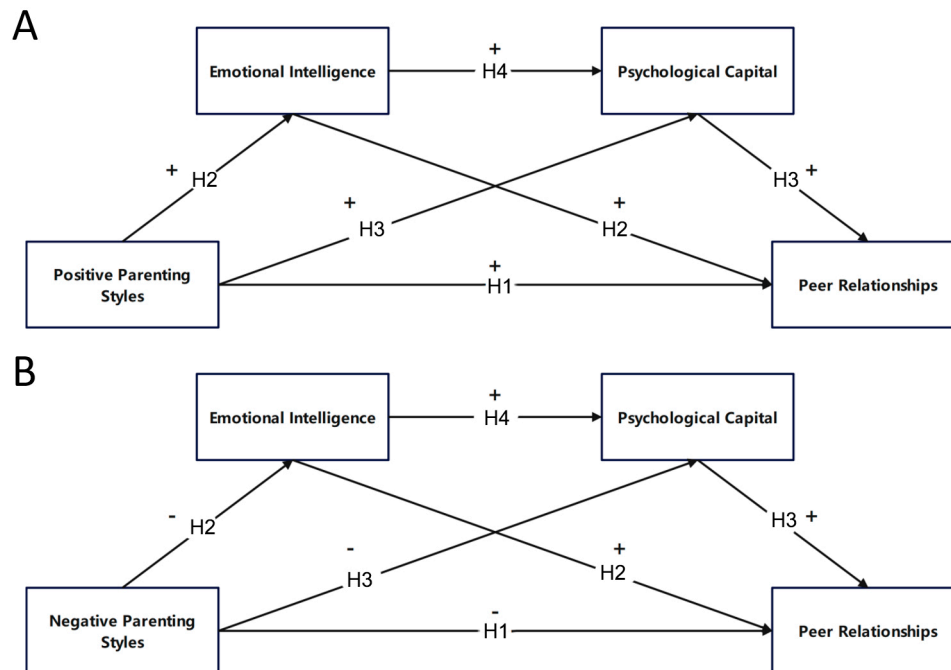 A
Emotional Intelligence
+
H4
Psychological Capital
+
H2
+
H3
+
H2
H3 +
Positive Parenting
Styles
+
H1
Peer Relationships
B
Emotional Intelligence
+
H4
Psychological Capital
-
H2
-
H3
+
H2
H3 +
Negative Parenting
Styles
-
H1
Peer Relationships